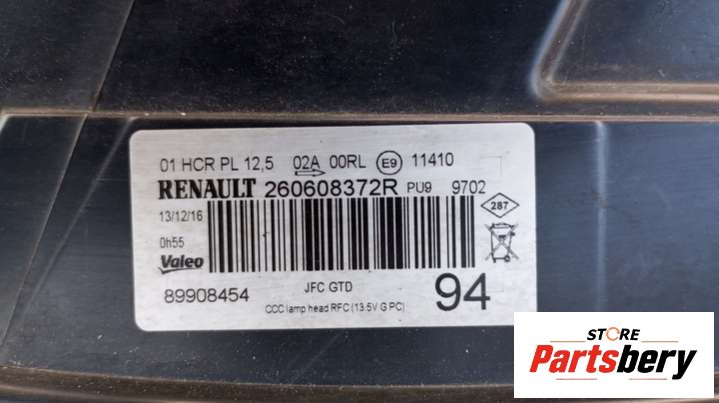 01 HCR PL 12,5 02A 00RL E9 11410
RENAULT 260608372R PU9 9702
13/12/16
287
0h55
Valeo
JFC GTD
89908454
94
CCC lamp head RFC (13.5V G PC)
STORE
Partsbery